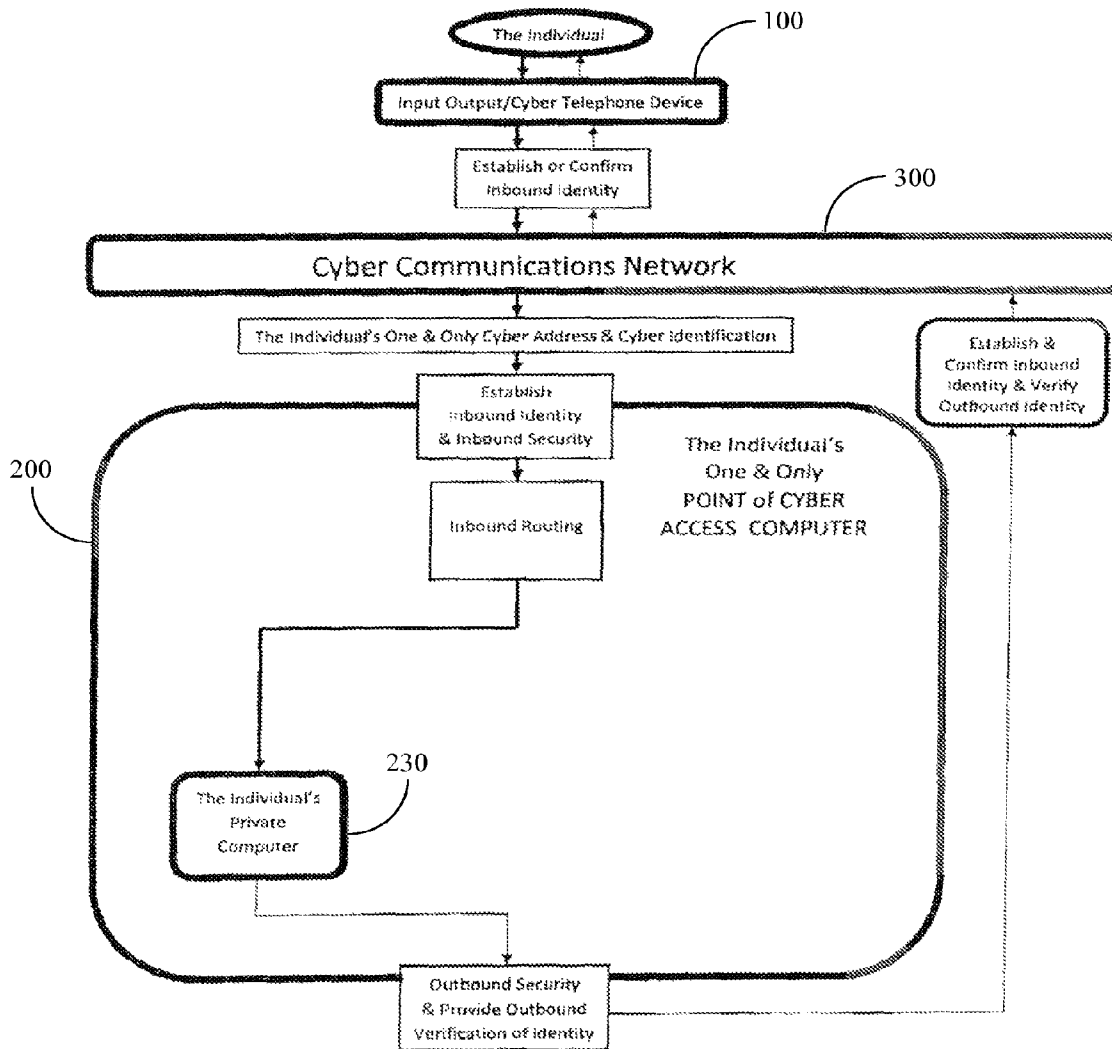 The Individual
100
Input Output/Cyber Telephone Device
Establish or Confirm
Inbound Identity
300
Cyber Communications Network
The Individual's One & Only Cyber Address & Cyber Identification
Establish
Inbound Identity
& Inbound Security
Establish &
Confirm Inbound
Identity & Verify
Outbound Identity
200
The Individual's
One & Only
POINT of CYBER
ACCESS COMPUTER
Inbound Routing
230
The Individual's
Private
Computer
Outbound Security
& Provide Outbound
Verification of Identity